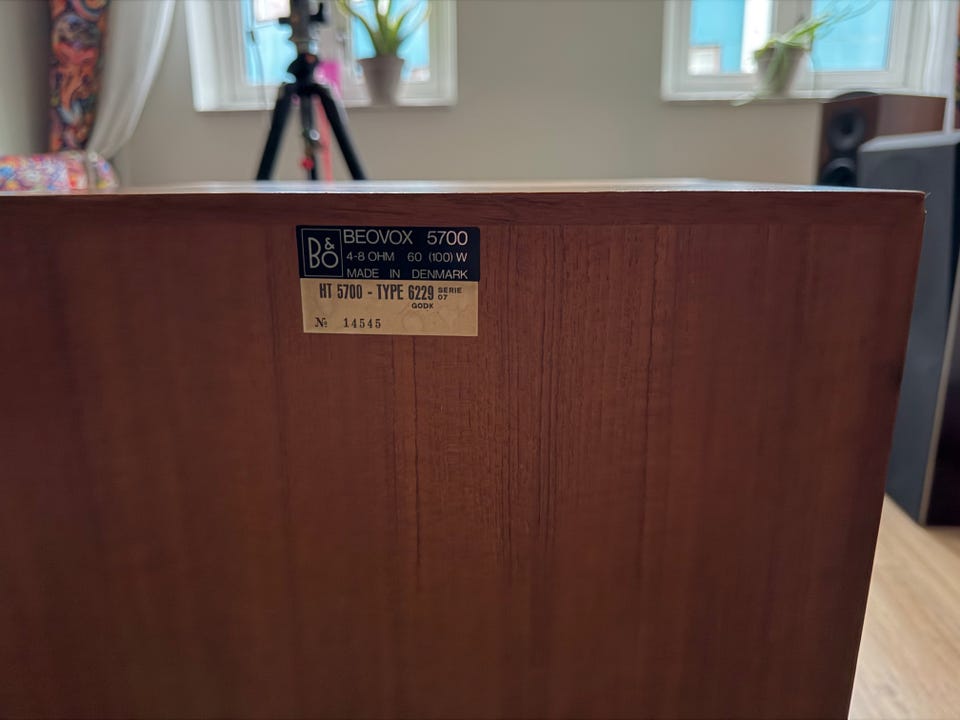 B&O
BEOVOX 5700
4-8 OHM 60 (100) W
MADE IN DENMARK
HT 5700 - TYPE 6229 SERIE 07
GODK
№ 14545